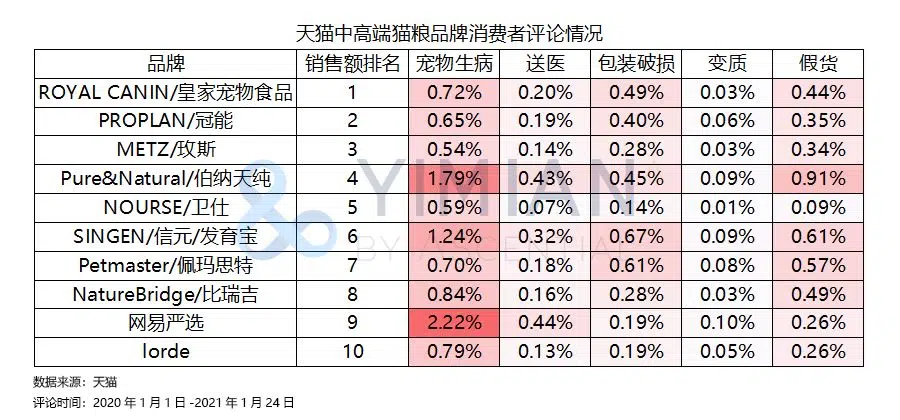 天猫中高端猫粮品牌消费者评论情况
品牌 销售额排名 宠物生病 送医 包装破损 变质 假货
ROYAL CANIN/皇家宠物食品 1 0.72% 0.20% 0.49% 0.03% 0.44%
PROPLAN/冠能 2 0.65% 0.19% 0.40% 0.06% 0.35%
METZ/玫斯 3 0.54% 0.14% 0.28% 0.03% 0.34%
Pure&Natural/伯纳天纯 4 1.79% 0.43% 0.45% 0.09% 0.91%
NOURSE/卫仕 5 0.59% 0.07% 0.14% 0.01% 0.09%
SINGEN/信元/发育宝 6 1.24% 0.32% 0.67% 0.09% 0.61%
Petmaster/佩玛思特 7 0.70% 0.18% 0.61% 0.08% 0.57%
NatureBridge/比瑞吉 8 0.84% 0.16% 0.28% 0.03% 0.49%
网易严选 9 2.22% 0.44% 0.19% 0.10% 0.26%
lorde 10 0.79% 0.13% 0.19% 0.05% 0.26%
YIMIAN
BY ASCENTIAL
数据来源：天猫
评论时间：2020年1月1日-2021年1月24日